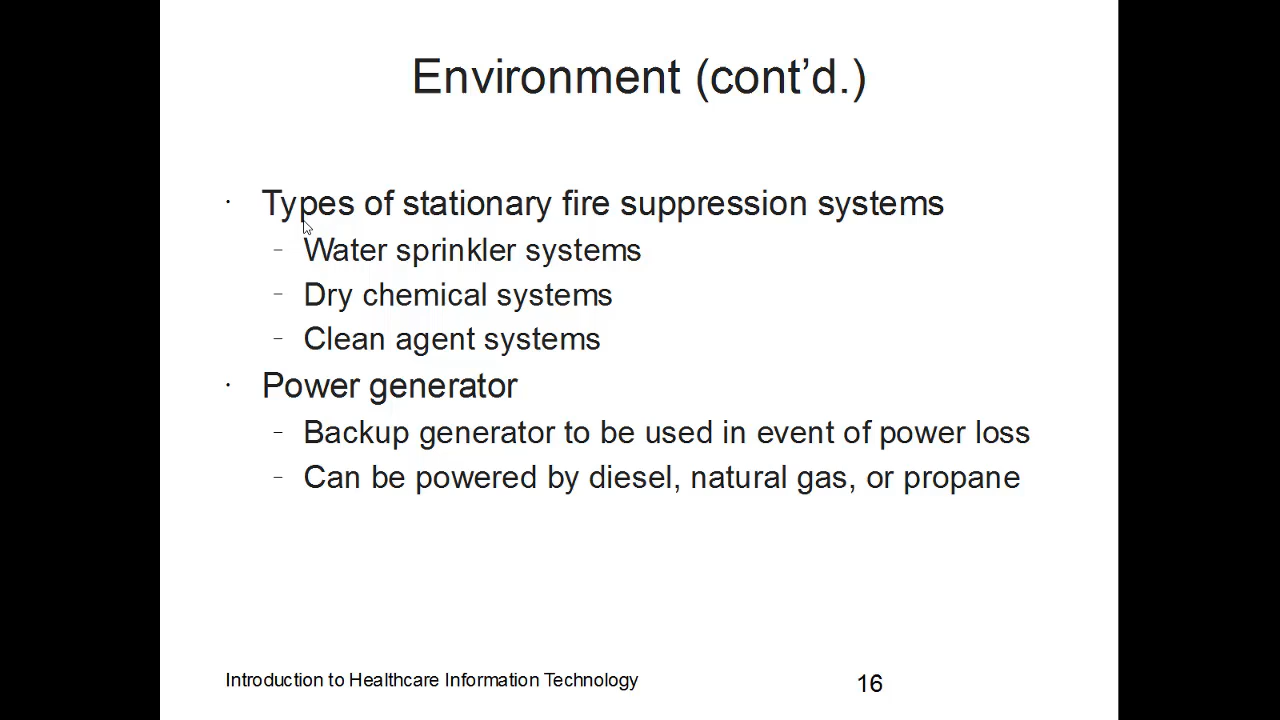 Environment (cont’d.)
· Types of stationary fire suppression systems
– Water sprinkler systems
– Dry chemical systems
– Clean agent systems
· Power generator
– Backup generator to be used in event of power loss
– Can be powered by diesel, natural gas, or propane
Introduction to Healthcare Information Technology
16